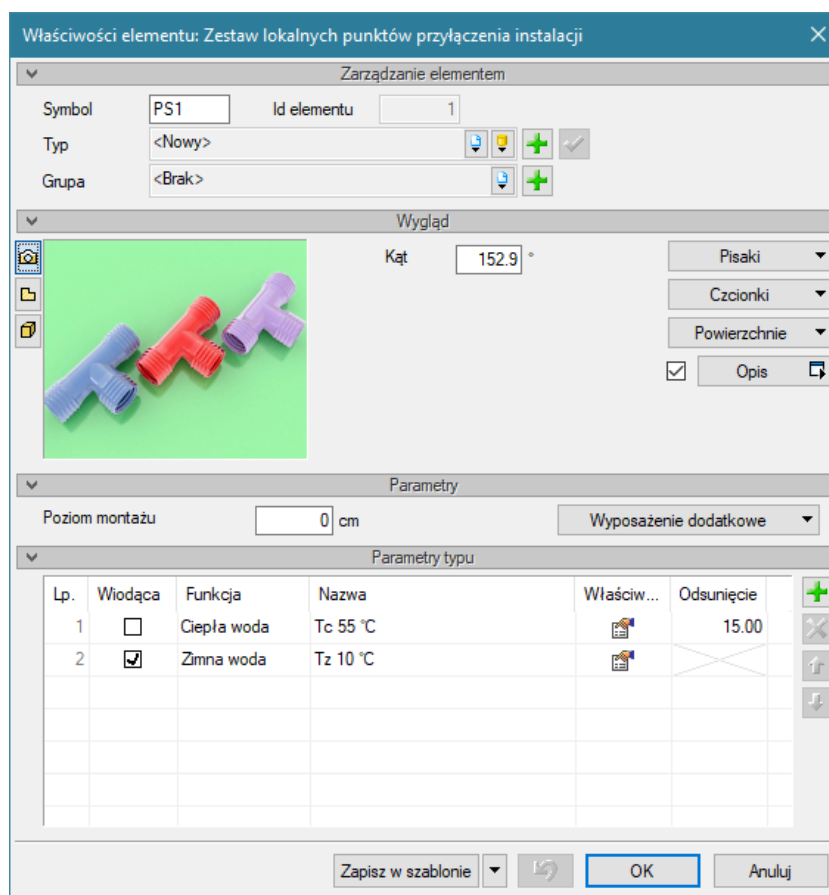 Właściwości elementu: Zestaw lokalnych punktów przyłączenia instalacji
Zarządzanie elementem
Symbol PS1 Id elementu 1
Typ <Nowy>
Grupa <Brak>
Wygląd
Kąt 152.9 ° Pisaki
Czcionki
Powierzchnie
Opis
Parametry
Poziom montażu 0 cm Wyposażenie dodatkowe
Parametry typu
Lp. Wiodąca Funkcja Nazwa Właściw... Odsunięcie
1 Ciepła woda Tc 55 °C 15.00
2 Zimna woda Tz 10 °C
Zapisz w szablonie OK Anuluj